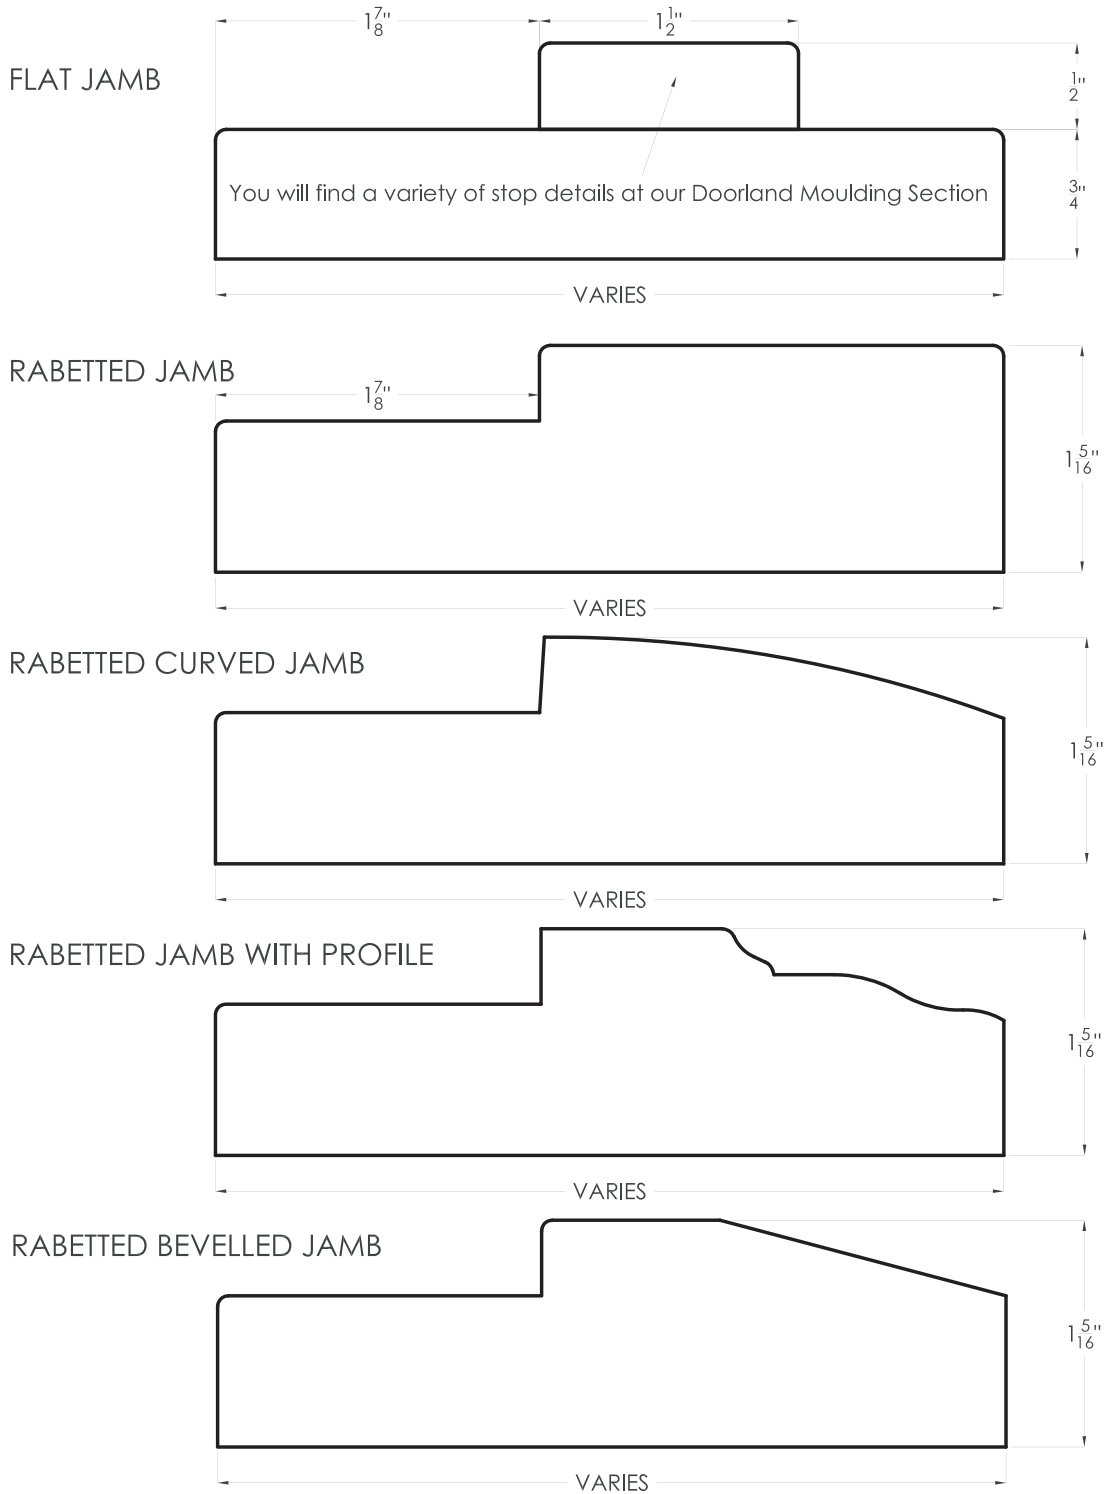 1 7/8" 1 1/2"
FLAT JAMB
1/2"
You will find a variety of stop details at our Doorland Moulding Section
3/4"
VARIES
RABETTED JAMB
1 7/8"
1 5/16"
VARIES
RABETTED CURVED JAMB
1 5/16"
VARIES
RABETTED JAMB WITH PROFILE
1 5/16"
VARIES
RABETTED BEVELLED JAMB
1 5/16"
VARIES